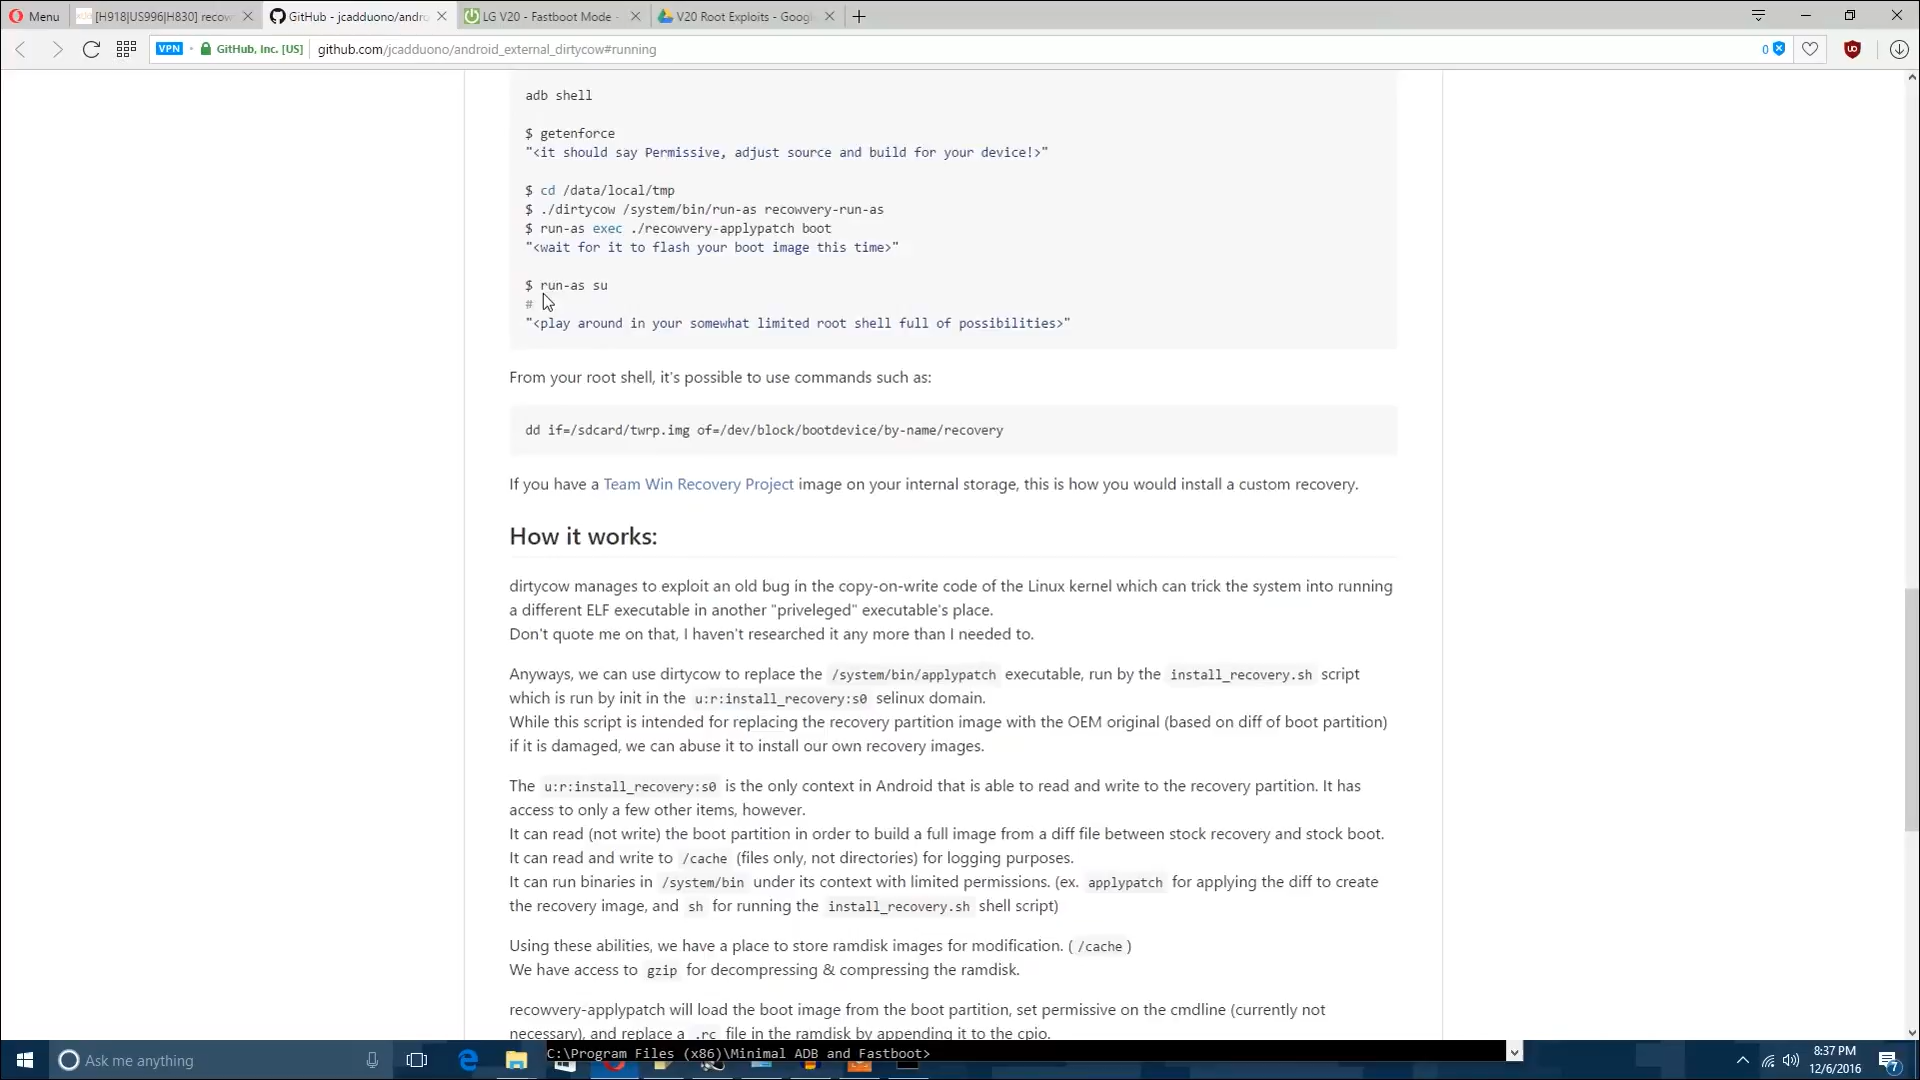 Menu
[H918|US996|H830] recow
GitHub - jcadduono/andro
LG V20 - Fastboot Mode -
V20 Root Exploits - Goog
VPN
GitHub, Inc. [US]
github.com/jcadduono/android_external_dirtycow#running
0
adb shell
$ getenforce
"<it should say Permissive, adjust source and build for your device!>"
$ cd /data/local/tmp
$ ./dirtycow /system/bin/run-as recowvery-run-as
$ run-as exec ./recowvery-applypatch boot
"<wait for it to flash your boot image this time>"
$ run-as su
#
"<play around in your somewhat limited root shell full of possibilities>"
From your root shell, it's possible to use commands such as:
dd if=/sdcard/twrp.img of=/dev/block/bootdevice/by-name/recovery
If you have a Team Win Recovery Project image on your internal storage, this is how you would install a custom recovery.
How it works:
dirtycow manages to exploit an old bug in the copy-on-write code of the Linux kernel which can trick the system into running
a different ELF executable in another "priveleged" executable's place.
Don't quote me on that, I haven't researched it any more than I needed to.
Anyways, we can use dirtycow to replace the /system/bin/applypatch executable, run by the install_recovery.sh script
which is run by init in the u:r:install_recovery:s0 selinux domain.
While this script is intended for replacing the recovery partition image with the OEM original (based on diff of boot partition)
if it is damaged, we can abuse it to install our own recovery images.
The u:r:install_recovery:s0 is the only context in Android that is able to read and write to the recovery partition. It has
access to only a few other items, however.
It can read (not write) the boot partition in order to build a full image from a diff file between stock recovery and stock boot.
It can read and write to /cache (files only, not directories) for logging purposes.
It can run binaries in /system/bin under its context with limited permissions. (ex. applypatch for applying the diff to create
the recovery image, and sh for running the install_recovery.sh shell script)
Using these abilities, we have a place to store ramdisk images for modification. ( /cache )
We have access to gzip for decompressing & compressing the ramdisk.
recowvery-applypatch will load the boot image from the boot partition, set permissive on the cmdline (currently not
necessary), and replace a .rc file in the ramdisk by appending it to the cpio.
Ask me anything
C:\Program Files (x86)\Minimal ADB and Fastboot>
8:37 PM
12/6/2016
7